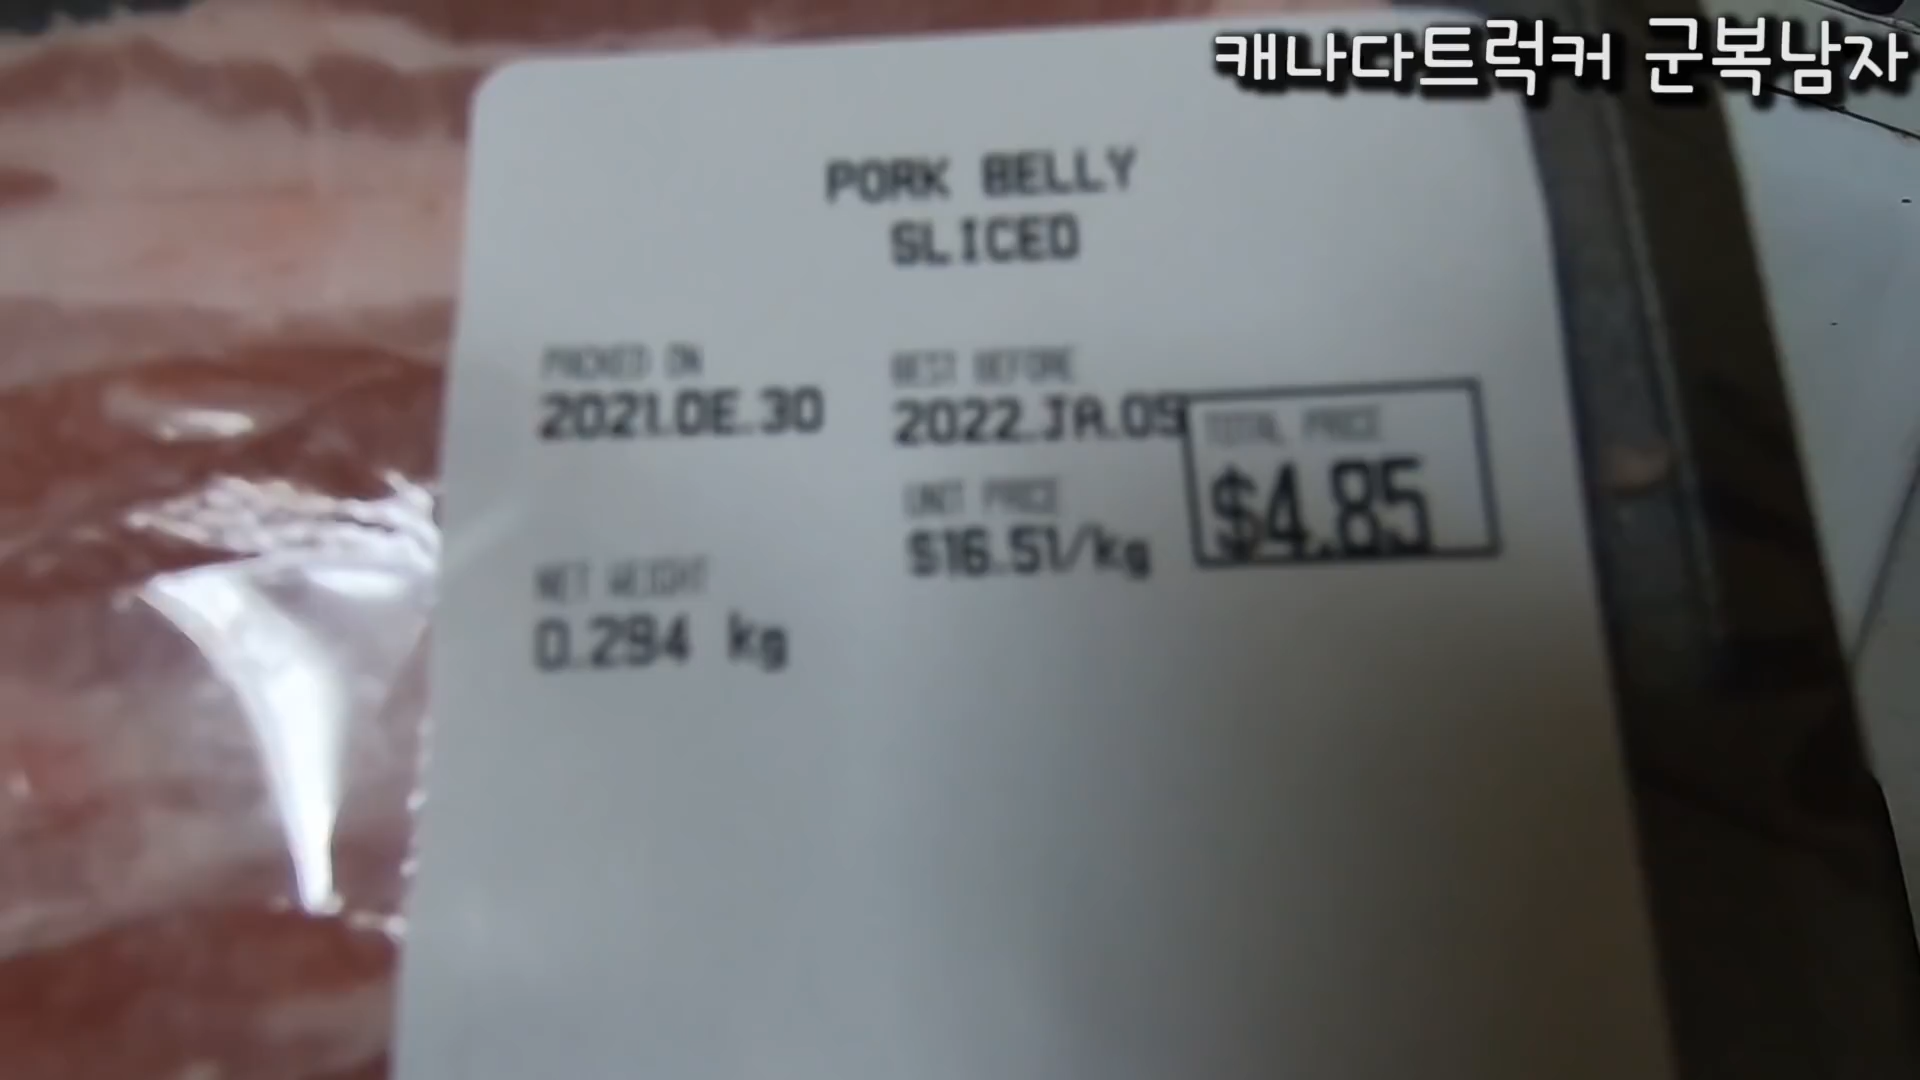 캐나다트럭커 군복남자
PORK BELLY
SLICED
PACKED ON
2021.DE.30
BEST BEFORE
2022.JA.05
TOTAL PRICE
$4.85
UNIT PRICE
$16.51/kg
NET WEIGHT
0.294 kg